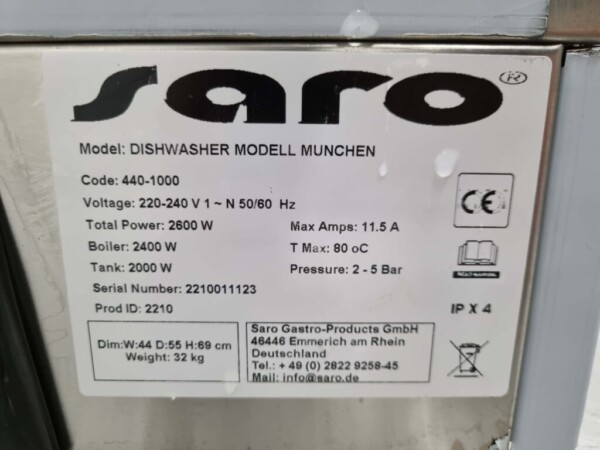 saro ®
Model: DISHWASHER MODELL MUNCHEN
Code: 440-1000
Voltage: 220-240 V 1 ~ N 50/60 Hz
Total Power: 2600 W
Max Amps: 11.5 A
Boiler: 2400 W
T Max: 80 oC
Tank: 2000 W
Pressure: 2 - 5 Bar
Serial Number: 2210011123
Prod ID: 2210
CE
READ MANUAL
IP X 4
Dim:W:44 D:55 H:69 cm
Weight: 32 kg
Saro Gastro-Products GmbH
46446 Emmerich am Rhein
Deutschland
Tel.: + 49 (0) 2822 9258-45
Mail: info@saro.de